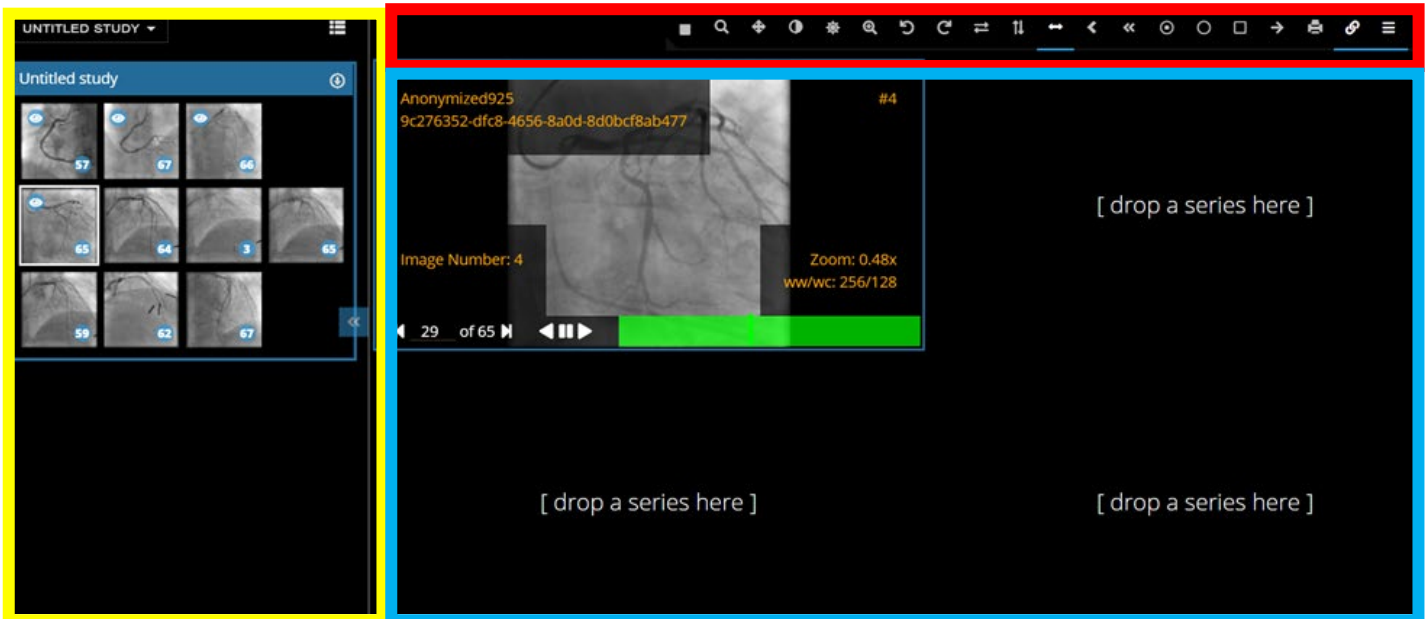 UNTITLED STUDY
Untitled study
57
67
66
65
64
3
65
59
62
67
Anonymized925
#4
9c276352-dfc8-4656-8a0d-8d0bcf8ab477
[ drop a series here ]
Image Number: 4
Zoom: 0.48x
ww/wc: 256/128
29 of 65
[ drop a series here ]
[ drop a series here ]